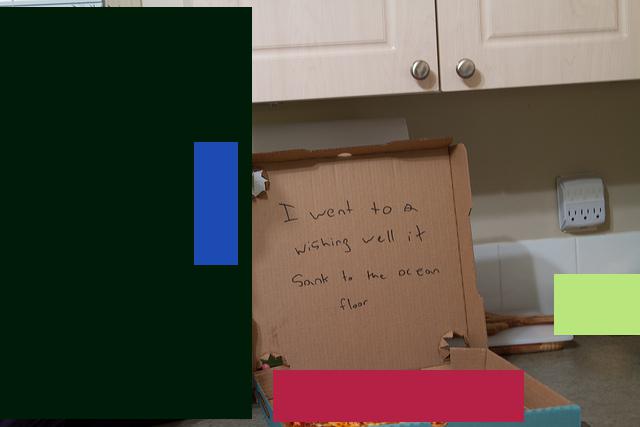 I went to a
wishing well it
Sank to the ocean
floor